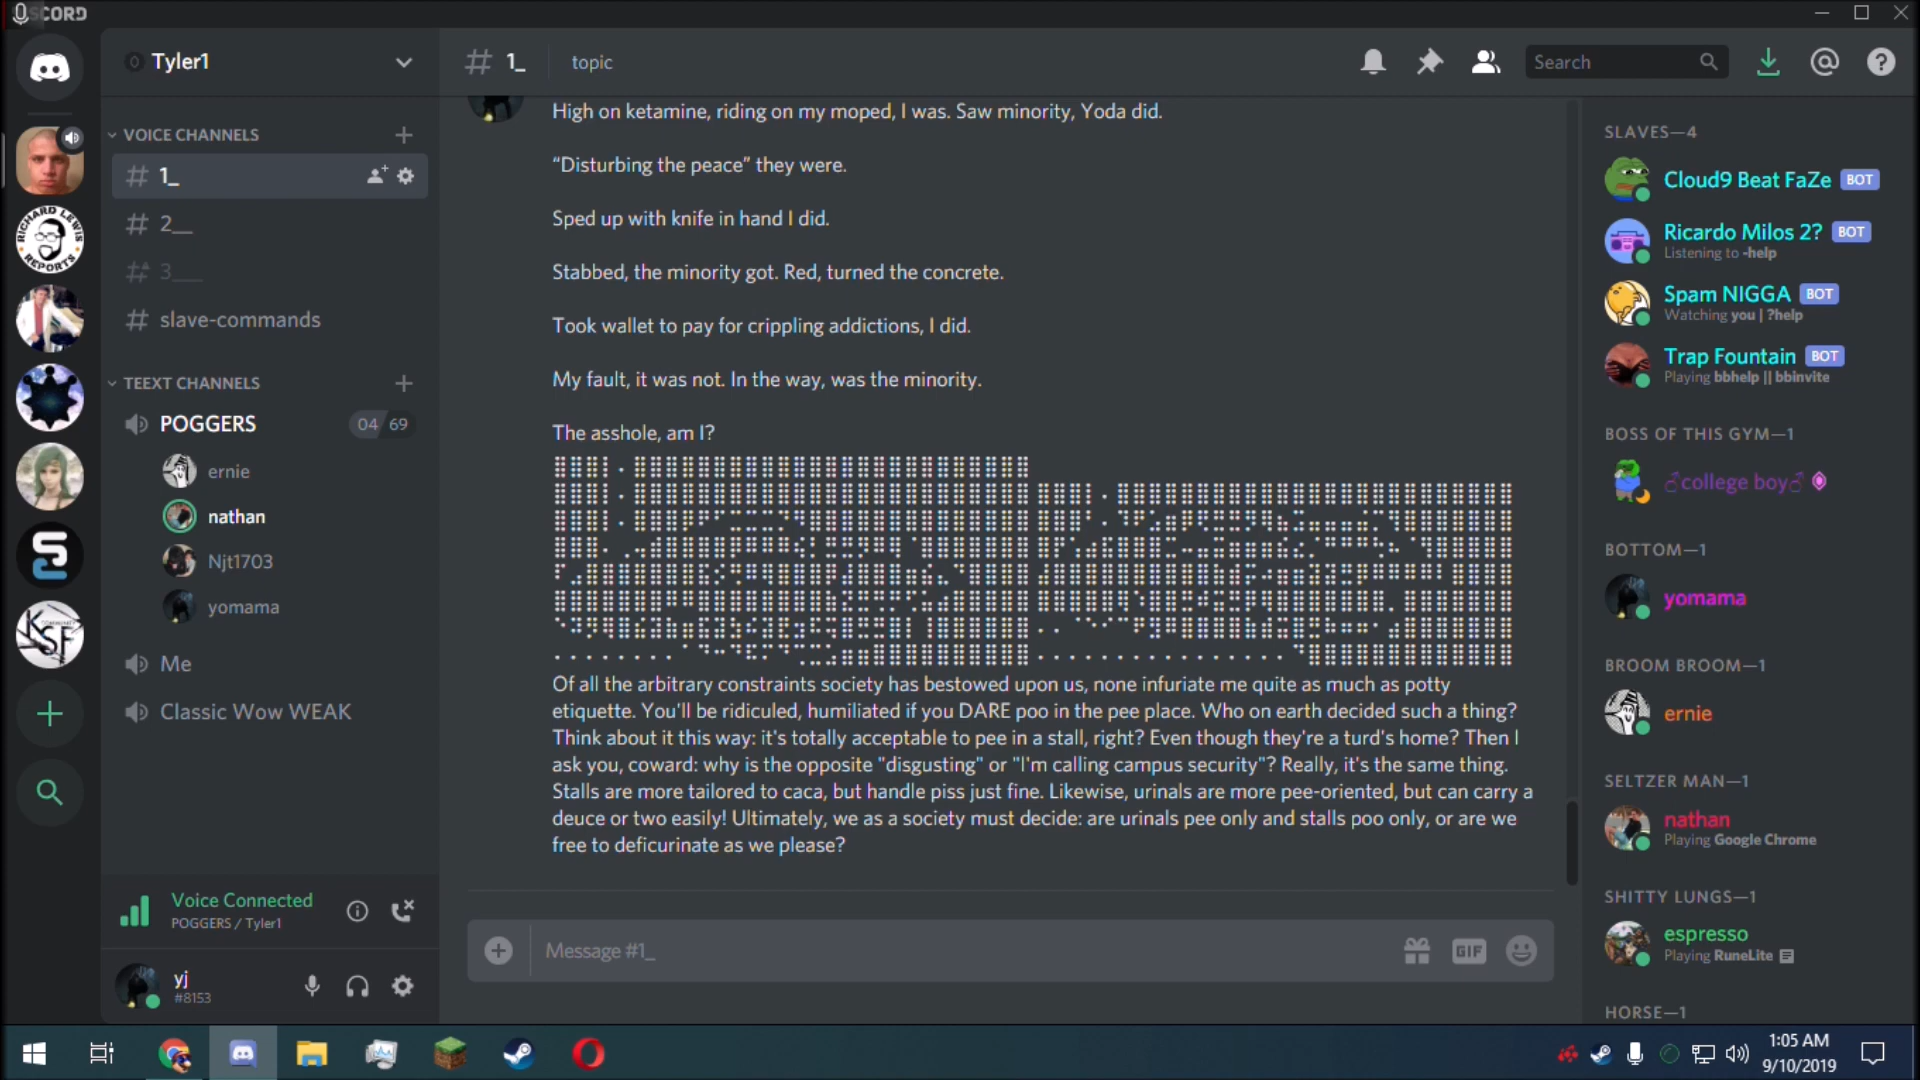 SCORD
Tyler1
# 1_
topic
Search
VOICE CHANNELS
# 1_
# 2__
# 3___
# slave-commands
TEEXT CHANNELS
POGGERS
04 69
ernie
nathan
Njt1703
yomama
Me
Classic Wow WEAK
Voice Connected
POGGERS / Tyler1
yj
#8153
RICHARD LEWIS
REPORTS
KSF
COMMUNITY
High on ketamine, riding on my moped, I was. Saw minority, Yoda did.
“Disturbing the peace” they were.
Sped up with knife in hand I did.
Stabbed, the minority got. Red, turned the concrete.
Took wallet to pay for crippling addictions, I did.
My fault, it was not. In the way, was the minority.
The asshole, am I?
Of all the arbitrary constraints society has bestowed upon us, none infuriate me quite as much as potty
etiquette. You'll be ridiculed, humiliated if you DARE poo in the pee place. Who on earth decided such a thing?
Think about it this way: it's totally acceptable to pee in a stall, right? Even though they're a turd's home? Then I
ask you, coward: why is the opposite "disgusting" or "I'm calling campus security"? Really, it's the same thing.
Stalls are more tailored to caca, but handle piss just fine. Likewise, urinals are more pee-oriented, but can carry a
deuce or two easily! Ultimately, we as a society must decide: are urinals pee only and stalls poo only, or are we
free to deficurinate as we please?
Message #1_
GIF
SLAVES—4
Cloud9 Beat FaZe BOT
Ricardo Milos 2? BOT
Listening to -help
Spam NIGGA BOT
Watching you | ?help
Trap Fountain BOT
Playing bbhelp || bbinvite
BOSS OF THIS GYM—1
♂college boy♂
BOTTOM—1
yomama
BROOM BROOM—1
ernie
SELTZER MAN—1
nathan
Playing Google Chrome
SHITTY LUNGS—1
espresso
Playing RuneLite
HORSE—1
1:05 AM
9/10/2019